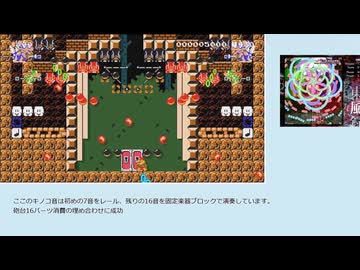 ここのキノコ音は初めの7音をレール、残りの16音を固定楽器ブロックで演奏しています。
砲台16パーツ消費の埋め合わせに成功